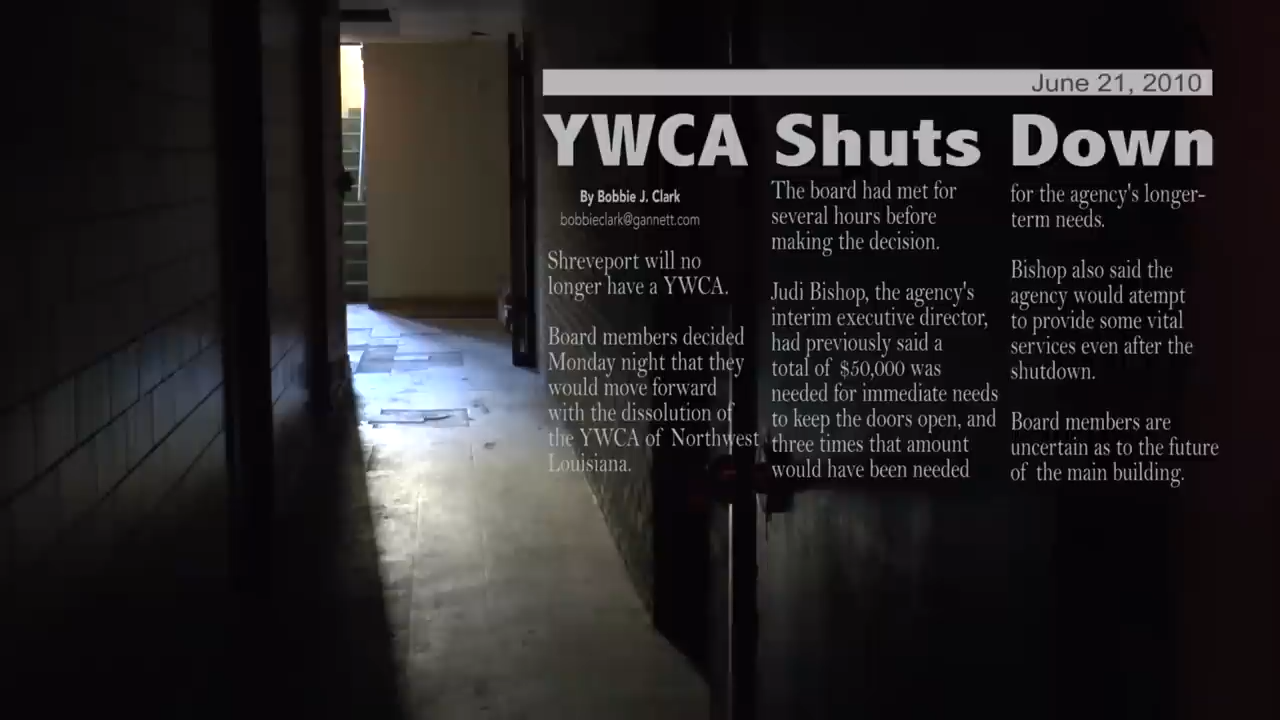 June 21, 2010
YWCA Shuts Down
By Bobbie J. Clark
bobbieclark@gannett.com
Shreveport will no
longer have a YWCA.
Board members decided
Monday night that they
would move forward
with the dissolution of
the YWCA of Northwest
Louisiana.
The board had met for
several hours before
making the decision.
Judi Bishop, the agency's
interim executive director,
had previously said a
total of $50,000 was
needed for immediate needs
to keep the doors open, and
three times that amount
would have been needed
for the agency's longer-
term needs.
Bishop also said the
agency would atempt
to provide some vital
services even after the
shutdown.
Board members are
uncertain as to the future
of the main building.